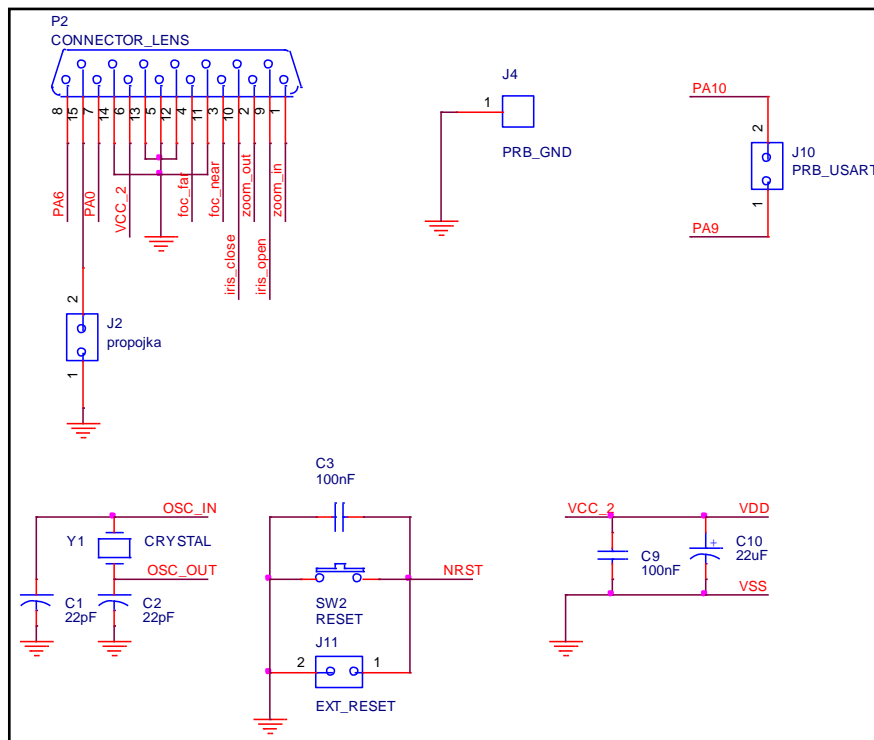 P2
CONNECTOR_LENS
8
15
7
14
6
13
5
12
4
11
3
10
2
9
1
PA6
PA0
VCC_2
foc_far
foc_near
iris_close
zoom_out
iris_open
zoom_in
2
J2
propojka
1
J4
1
PRB_GND
PA10
2
J10
PRB_USART
1
PA9
OSC_IN
Y1
CRYSTAL
OSC_OUT
C1
22pF
C2
22pF
C3
100nF
NRST
SW2
RESET
J11
2
1
EXT_RESET
VCC_2
VDD
C9
100nF
+
C10
22uF
VSS